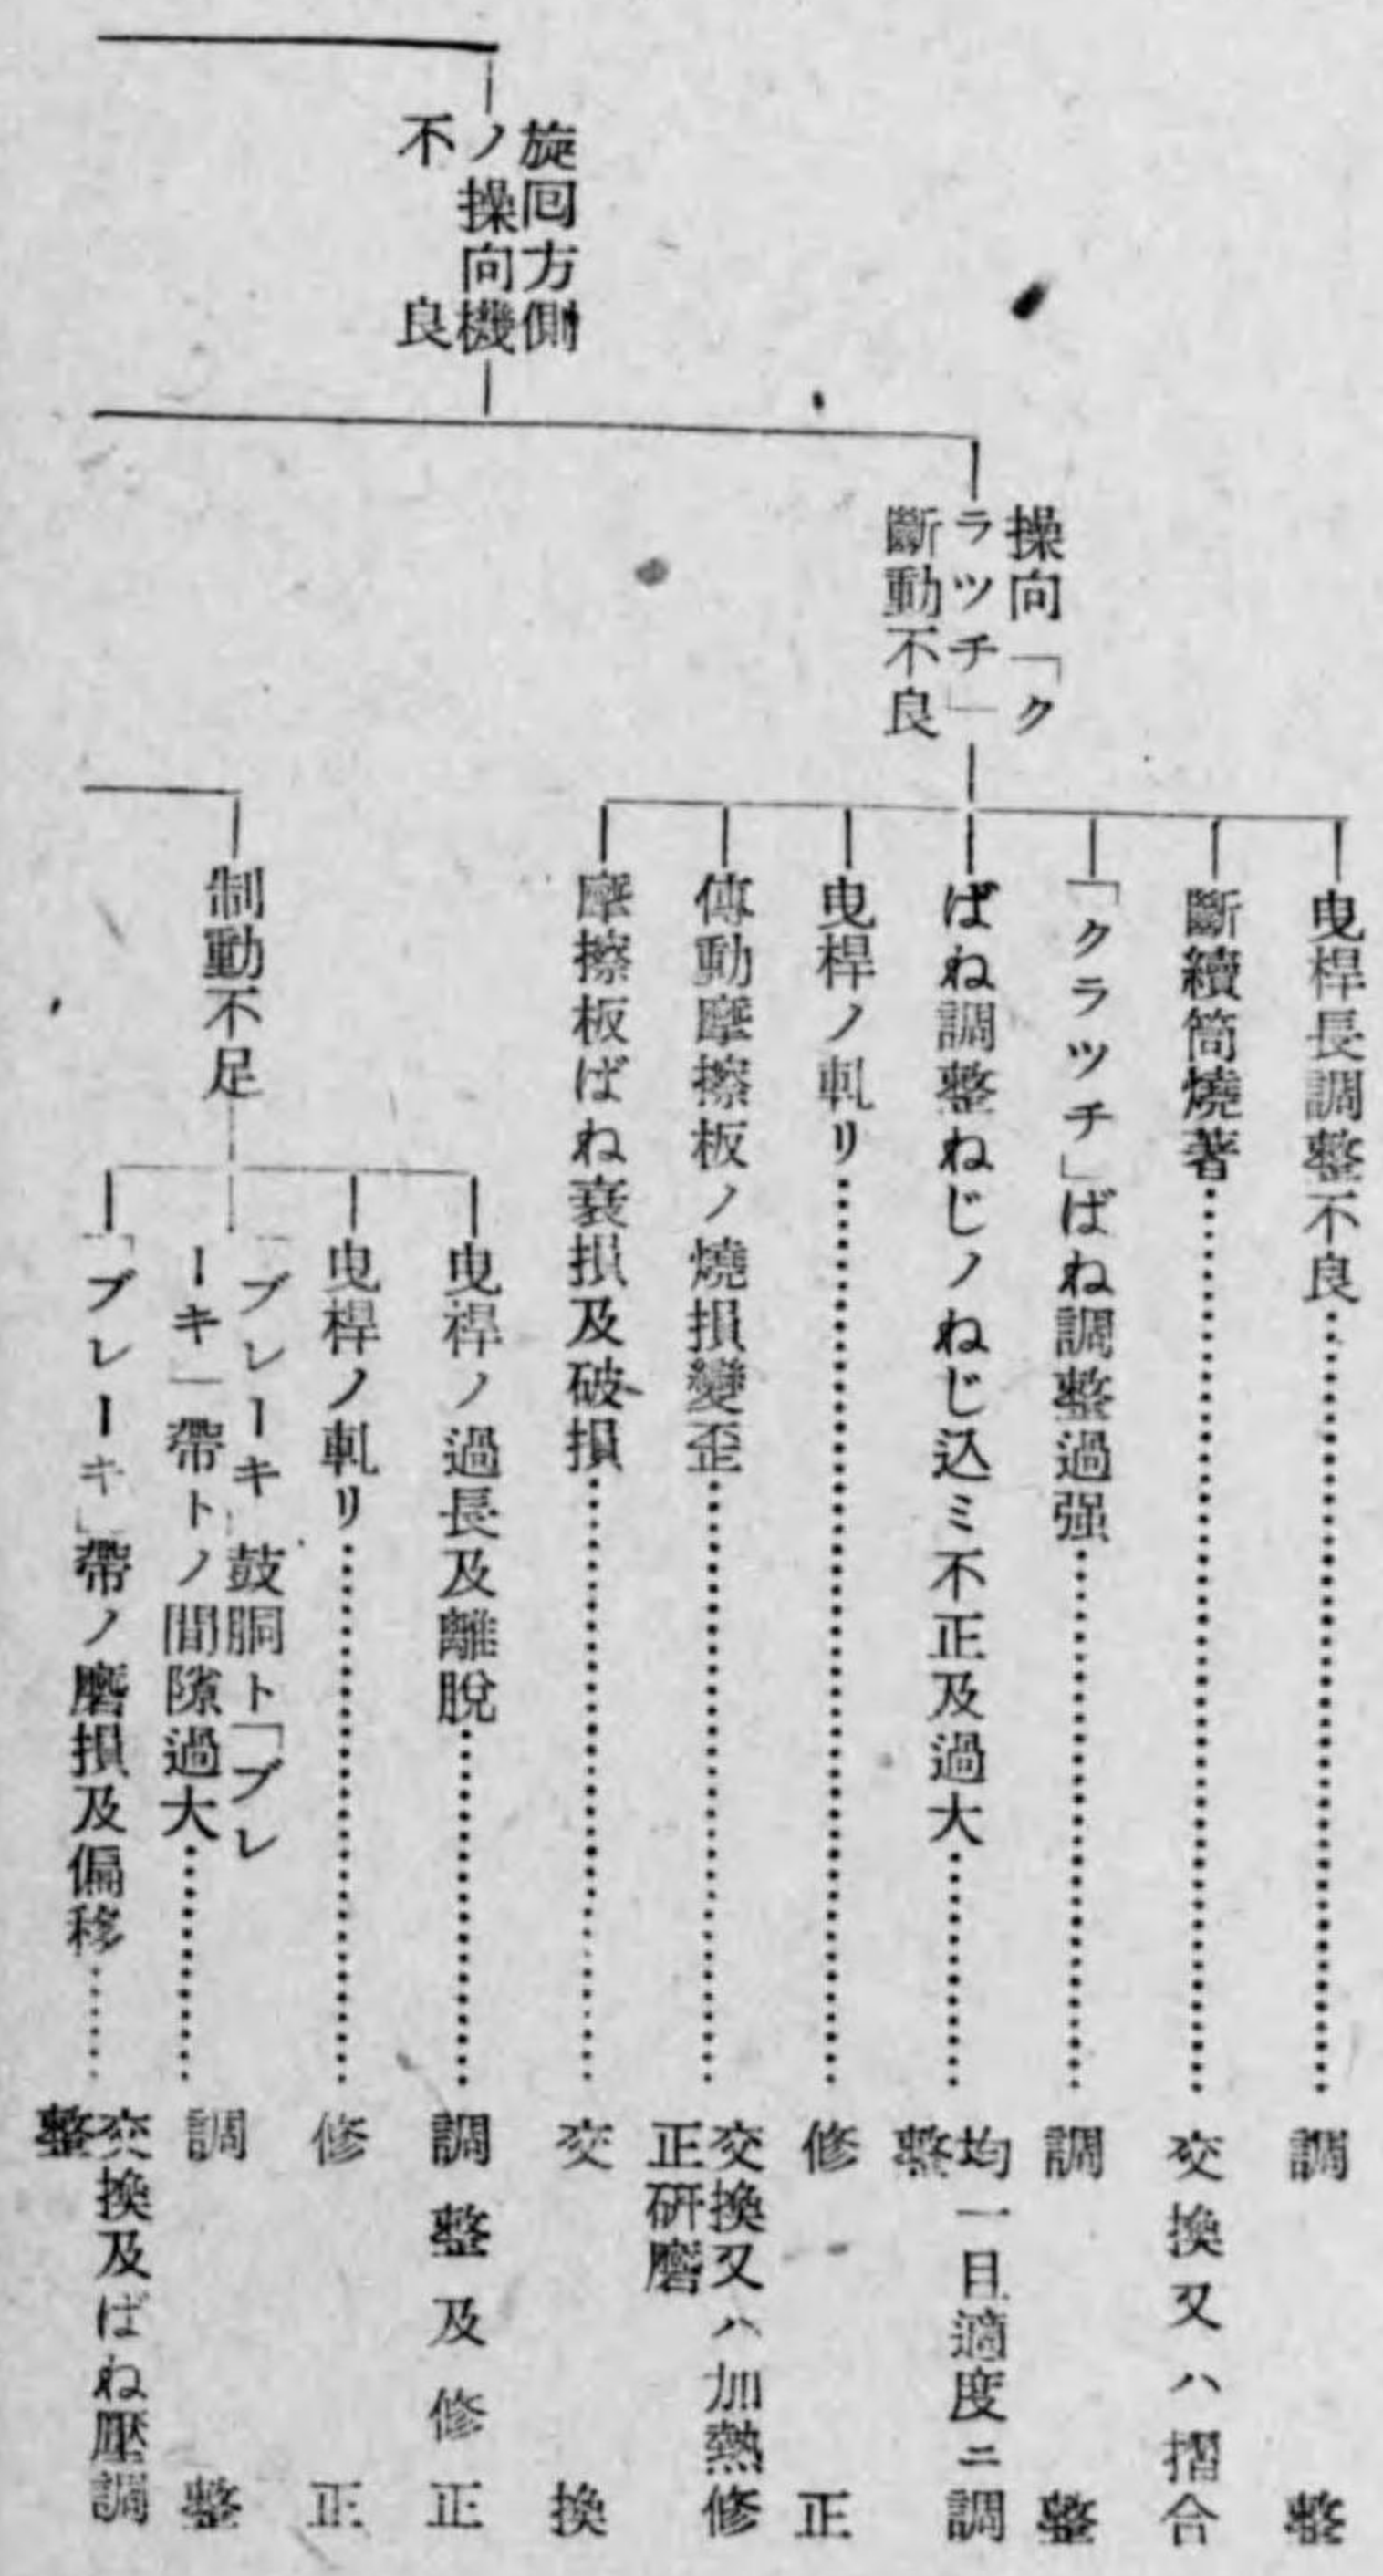 旋回方側
ノ操向機
不良
操向「ク
ラツチ」
斷動不良
曳桿長調整不良…………調整
斷續筒燒著…………交換又ハ摺合
「クラツチ」ばね調整過强…………調整
ばね調整ねじノねじ込ミ不正及過大…………均一且適度ニ調
整
曳桿ノ軋リ…………修正
傳動摩擦板ノ燒損變歪…………交換又ハ加熱修
正研磨
摩擦板ばね衰損及破損…………交換
制動不足
曳桿ノ過長及離脫…………調整及修正
曳桿ノ軋リ…………修正
「ブレーキ」鼓胴ト「ブレ
ーキ」帶トノ間隙過大…………調整
「ブレーキ」帶ノ磨損及偏移……交換及ばね壓調
整